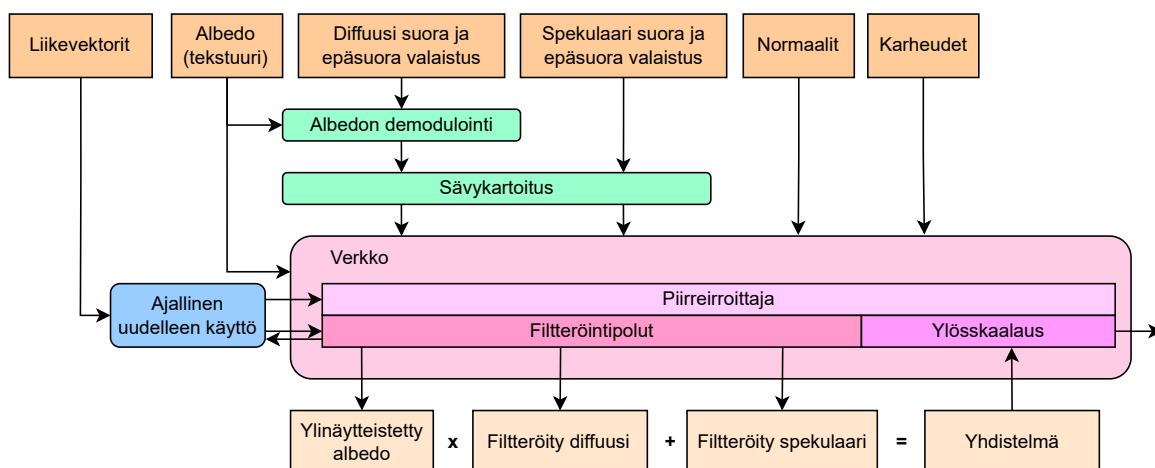 Liikevektorit
Albedo
(tekstuuri)
Diffuusi suora ja
epäsuora valaistus
Spekulaari suora ja
epäsuora valaistus
Normaalit
Karheudet
Albedon demodulointi
Sävykartoitus
Verkko
Ajallinen
uudelleen käyttö
Piirreirroittaja
Filtteröintipolut
Ylösskaalaus
Ylinäytteistetty
albedo
x
Filtteröity diffuusi
+
Filtteröity spekulaari
=
Yhdistelmä